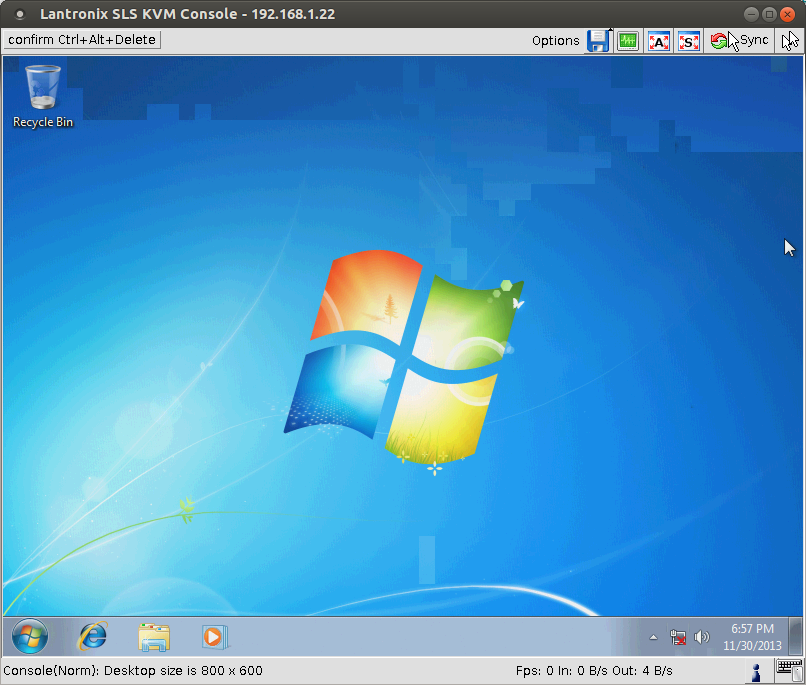 Lantronix SLS KVM Console - 192.168.1.22
confirm Ctrl+Alt+Delete
Options
A
S
Sync
Recycle Bin
6:57 PM
11/30/2013
Console(Norm): Desktop size is 800 x 600
Fps: 0 In: 0 B/s Out: 4 B/s